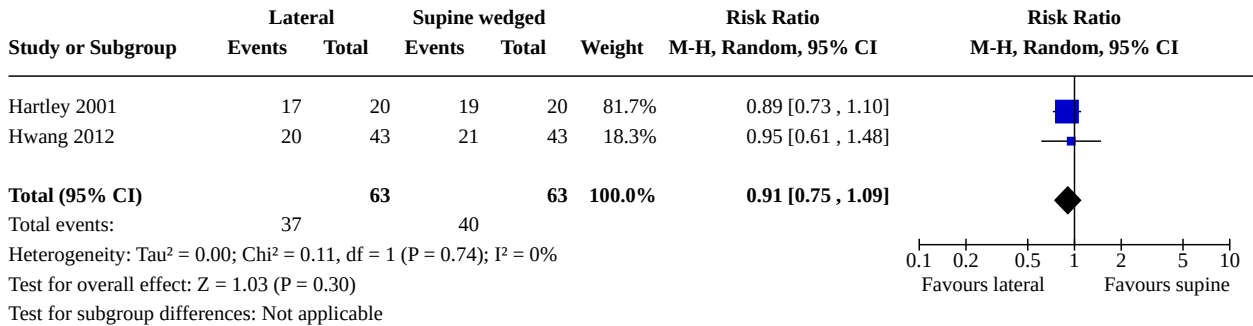 Lateral Supine wedged Risk Ratio Risk Ratio
Study or Subgroup Events Total Events Total Weight M-H, Random, 95% CI M-H, Random, 95% CI
Hartley 2001 17 20 19 20 81.7% 0.89 [0.73 , 1.10]
Hwang 2012 20 43 21 43 18.3% 0.95 [0.61 , 1.48]
Total (95% CI) 63 63 100.0% 0.91 [0.75 , 1.09]
Total events: 37 40
Heterogeneity: Tau² = 0.00; Chi² = 0.11, df = 1 (P = 0.74); I² = 0%
0.1 0.2 0.5 1 2 5 10
Test for overall effect: Z = 1.03 (P = 0.30)
Favours lateral Favours supine
Test for subgroup differences: Not applicable